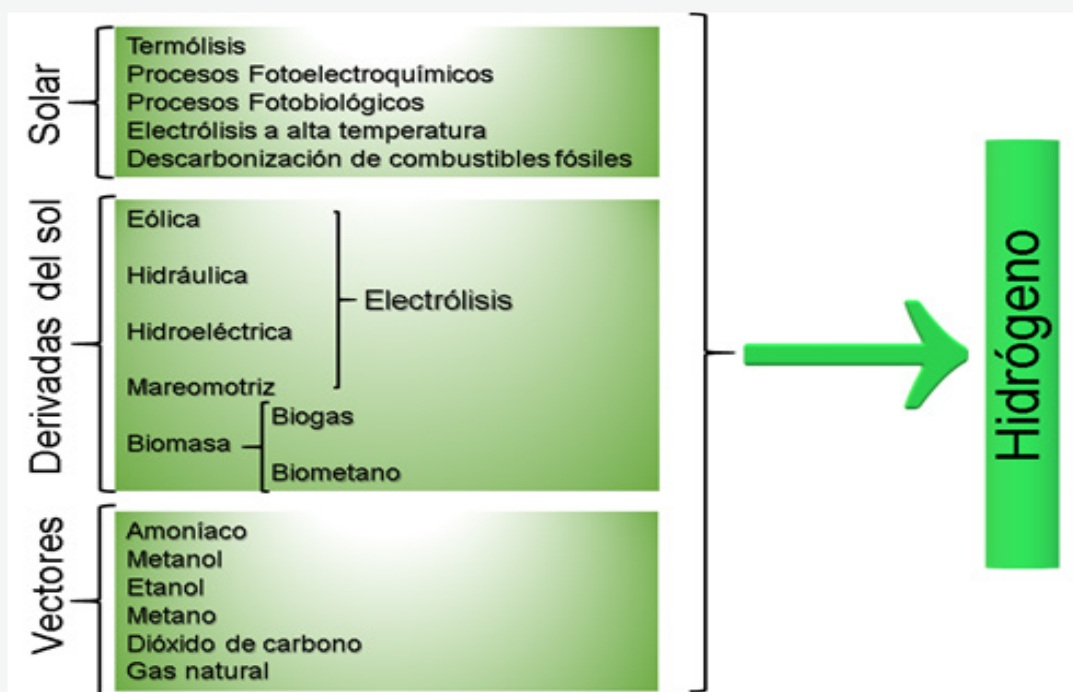 Solar
Termólisis
Procesos Fotoelectroquímicos
Procesos Fotobiológicos
Electrólisis a alta temperatura
Descarbonización de combustibles fósiles
Derivadas del sol
Eólica
Hidráulica
Hidroeléctrica
Mareomotriz
Electrólisis
Biomasa
Biogas
Biometano
Vectores
Amoníaco
Metanol
Etanol
Metano
Dióxido de carbono
Gas natural
Hidrógeno